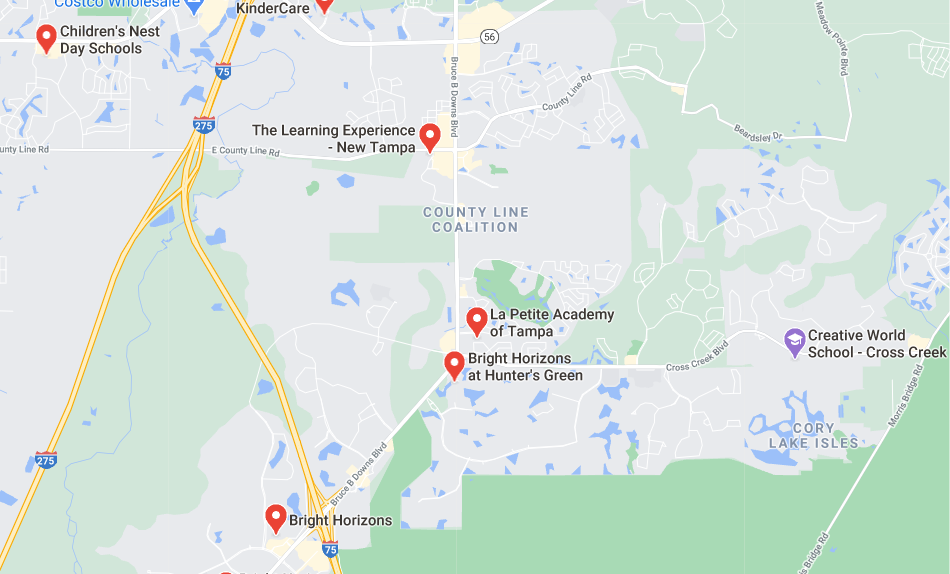 Costco Wholesale
KinderCare
Children's Nest
Day Schools
56
Meadow Pointe Blvd
75
Bruce B Downs Blvd
County Line Rd
275
The Learning Experience
- New Tampa
Beardsley Dr
unty Line Rd
E County Line Rd
COUNTY LINE
COALITION
La Petite Academy
of Tampa
Creative World
School - Cross Creek
Bright Horizons
at Hunter's Green
Cross Creek Blvd
Morris Bridge Rd
CORY
LAKE ISLES
275
Bruce B Downs Blvd
Bright Horizons
75
is Bridge Rd